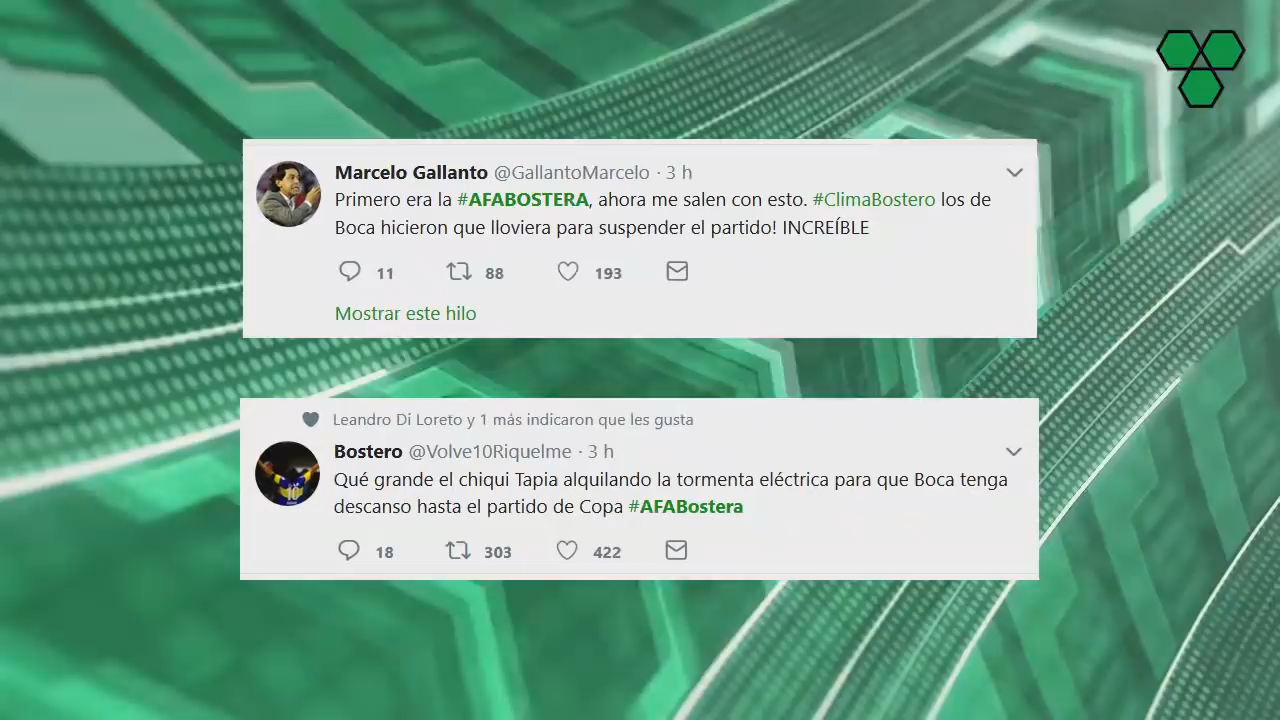 Marcelo Gallanto @GallantoMarcelo · 3 h
Primero era la #AFABOSTERA, ahora me salen con esto. #ClimaBostero los de
Boca hicieron que lloviera para suspender el partido! INCREÍBLE
11 88 193
Mostrar este hilo
Leandro Di Loreto y 1 más indicaron que les gusta
Bostero @Volve10Riquelme · 3 h
Qué grande el chiqui Tapia alquilando la tormenta eléctrica para que Boca tenga
descanso hasta el partido de Copa #AFABostera
18 303 422